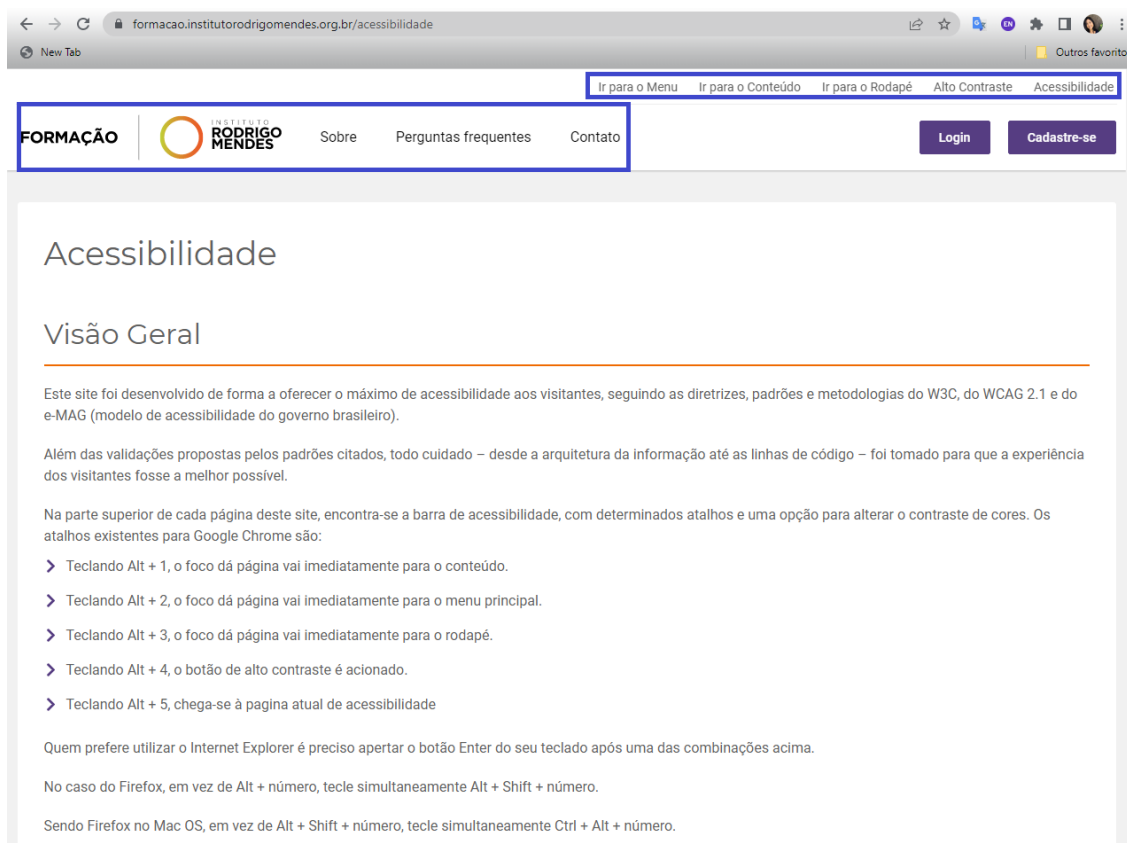 formacao.institutorodrigomendes.org.br/acessibilidade
EN
New Tab
Outros favorito
Ir para o Menu Ir para o Conteúdo Ir para o Rodapé Alto Contraste Acessibilidade
FORMAÇÃO INSTITUTO RODRIGO MENDES Sobre Perguntas frequentes Contato Login Cadastre-se
Acessibilidade
Visão Geral
Este site foi desenvolvido de forma a oferecer o máximo de acessibilidade aos visitantes, seguindo as diretrizes, padrões e metodologias do W3C, do WCAG 2.1 e do
e-MAG (modelo de acessibilidade do governo brasileiro).
Além das validações propostas pelos padrões citados, todo cuidado – desde a arquitetura da informação até as linhas de código – foi tomado para que a experiência
dos visitantes fosse a melhor possível.
Na parte superior de cada página deste site, encontra-se a barra de acessibilidade, com determinados atalhos e uma opção para alterar o contraste de cores. Os
atalhos existentes para Google Chrome são:
Teclando Alt + 1, o foco dá página vai imediatamente para o conteúdo.
Teclando Alt + 2, o foco dá página vai imediatamente para o menu principal.
Teclando Alt + 3, o foco dá página vai imediatamente para o rodapé.
Teclando Alt + 4, o botão de alto contraste é acionado.
Teclando Alt + 5, chega-se à pagina atual de acessibilidade
Quem prefere utilizar o Internet Explorer é preciso apertar o botão Enter do seu teclado após uma das combinações acima.
No caso do Firefox, em vez de Alt + número, tecle simultaneamente Alt + Shift + número.
Sendo Firefox no Mac OS, em vez de Alt + Shift + número, tecle simultaneamente Ctrl + Alt + número.